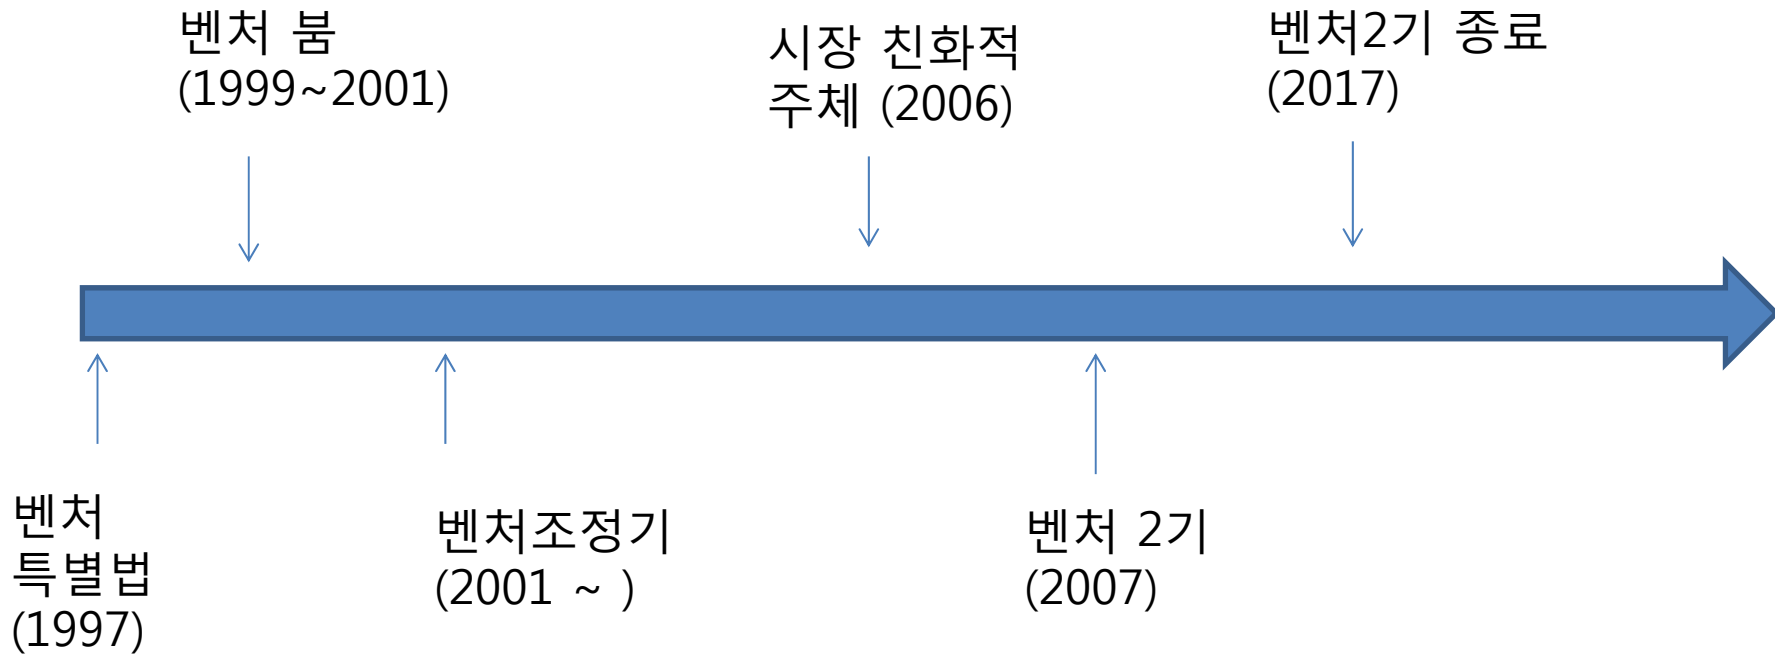 벤처 붐
(1999~2001)
시장 친화적
주체 (2006)
벤처2기 종료
(2017)
벤처
특별법
(1997)
벤처조정기
(2001 ~ )
벤처 2기
(2007)